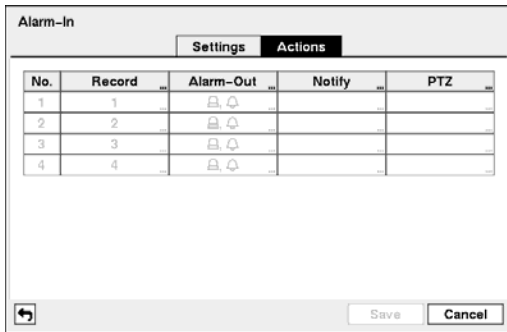 Alarm-In
Settings Actions
No. Record ... Alarm-Out ... Notify ... PTZ ...
1 1 ... , ... ... ...
2 2 ... , ... ... ...
3 3 ... , ... ... ...
4 4 ... , ... ... ...
Save Cancel